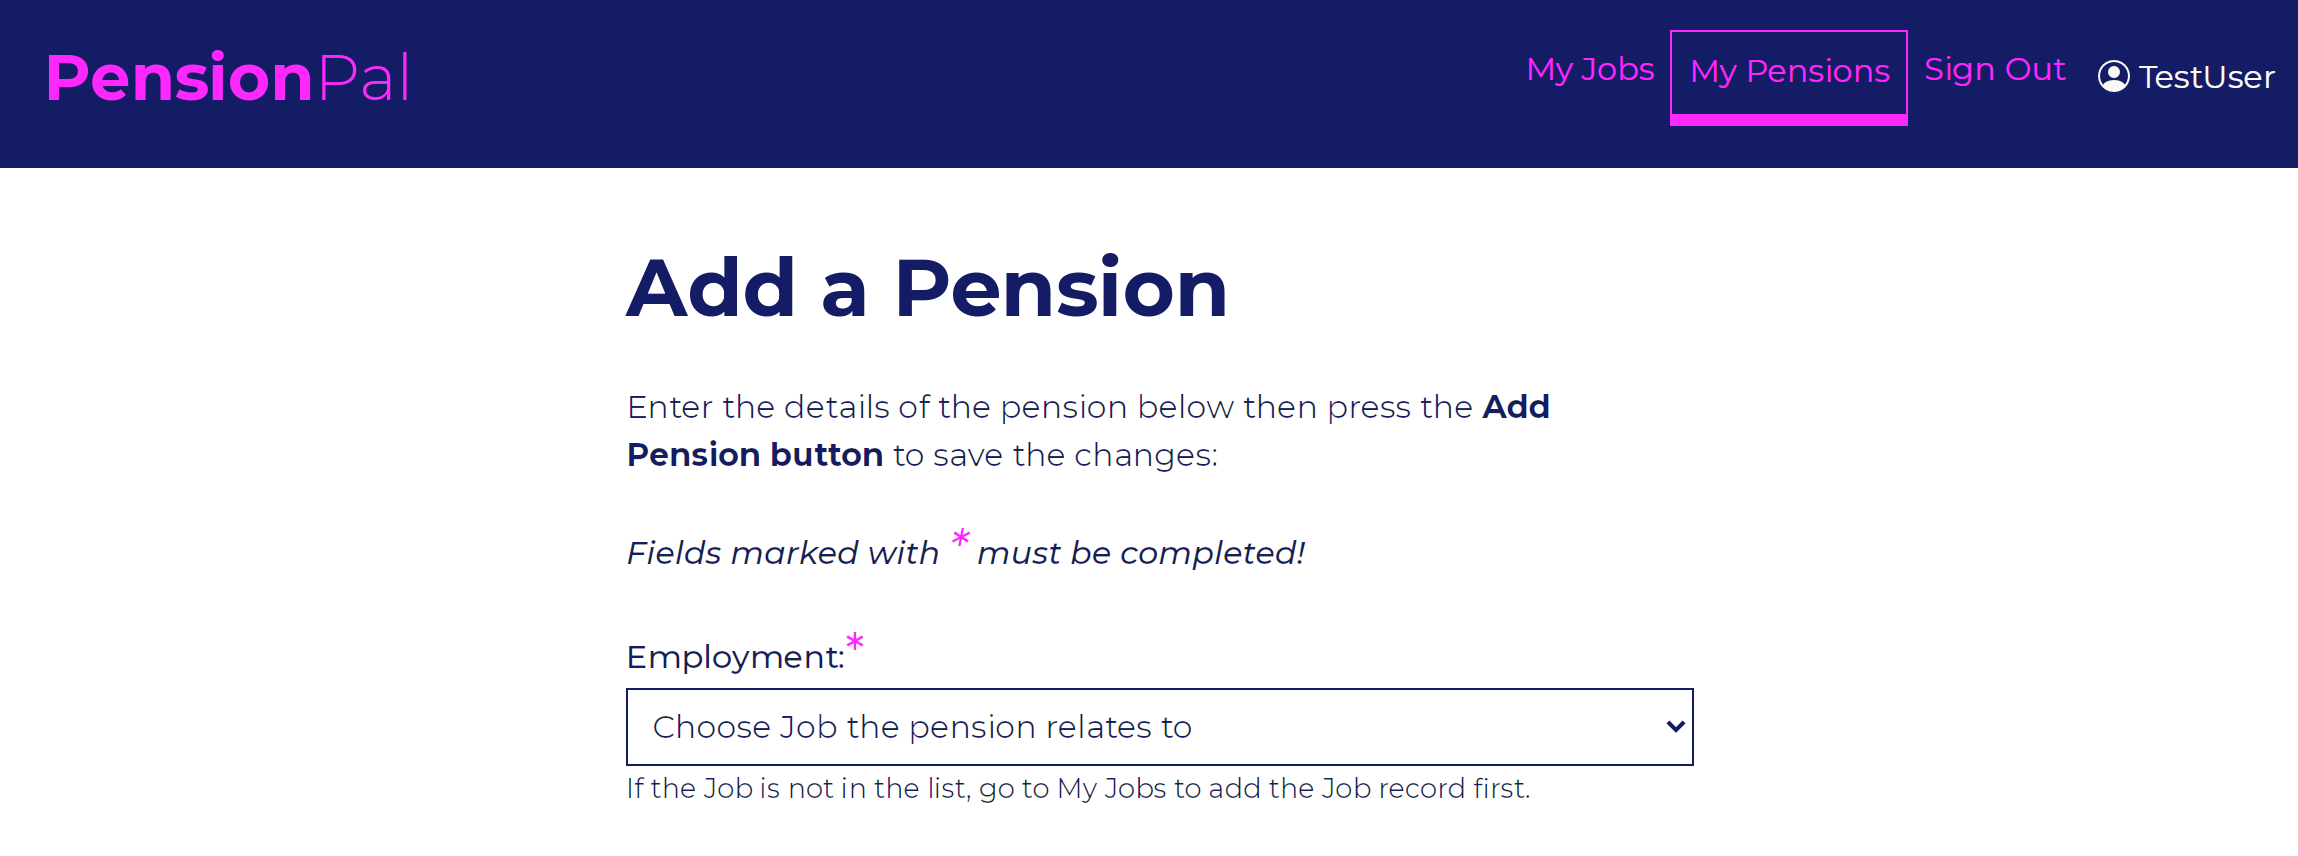 PensionPal
My Jobs My Pensions Sign Out TestUser
Add a Pension
Enter the details of the pension below then press the Add
Pension button to save the changes:
Fields marked with * must be completed!
Employment:*
Choose Job the pension relates to
If the Job is not in the list, go to My Jobs to add the Job record first.